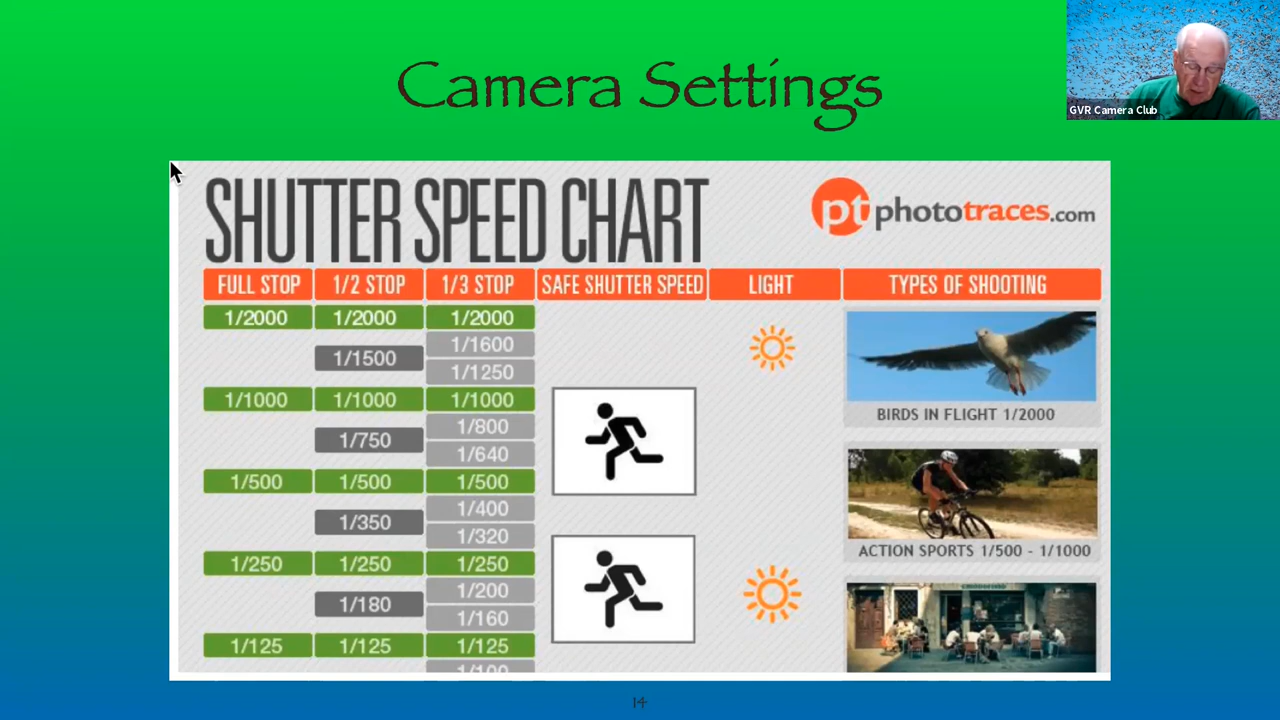 Camera Settings
GVR Camera Club
SHUTTER SPEED CHART
pt phototraces.com
FULL STOP 1/2 STOP 1/3 STOP SAFE SHUTTER SPEED LIGHT TYPES OF SHOOTING
1/2000 1/2000 1/2000
1/1600
1/1500
1/1250
1/1000 1/1000 1/1000
BIRDS IN FLIGHT 1/2000
1/800
1/750
1/640
1/500 1/500 1/500
1/400
1/350
1/320
ACTION SPORTS 1/500 - 1/1000
1/250 1/250 1/250
1/200
1/180
1/160
1/125 1/125 1/125
1/100
14